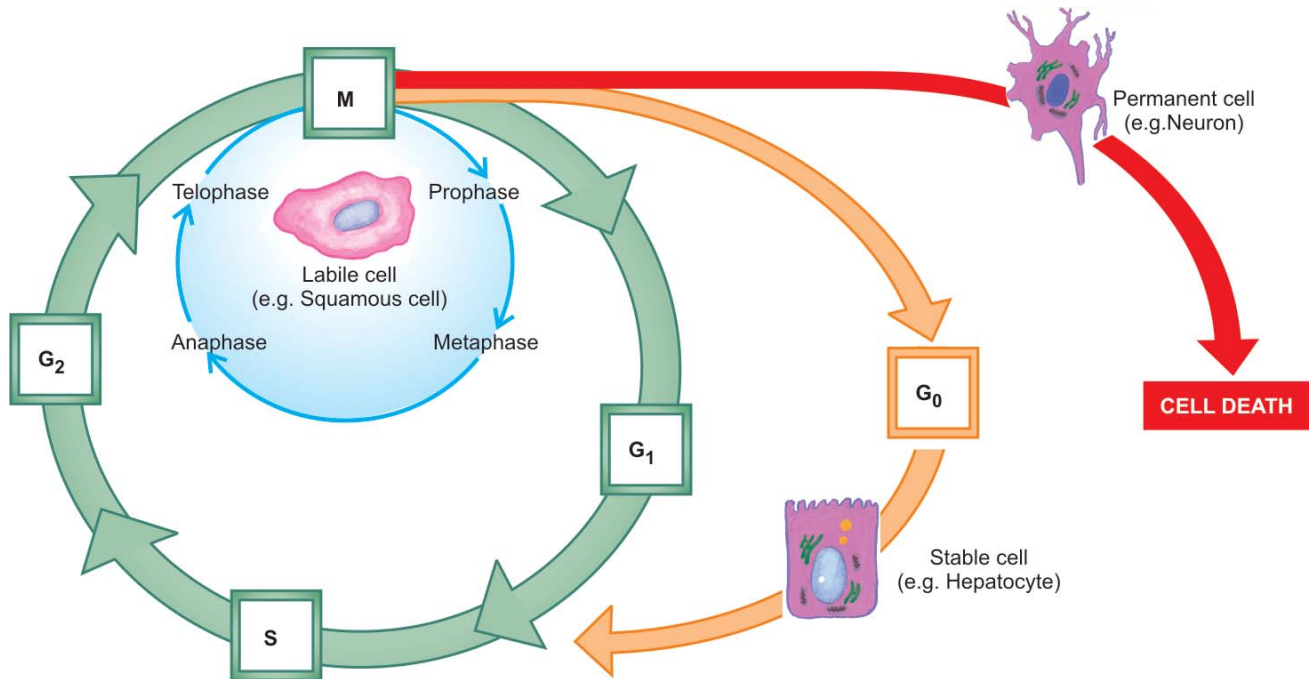 M
Permanent cell
(e.g.Neuron)
Telophase
Prophase
Labile cell
(e.g. Squamous cell)
Anaphase
Metaphase
G2
G0
CELL DEATH
G1
Stable cell
(e.g. Hepatocyte)
S